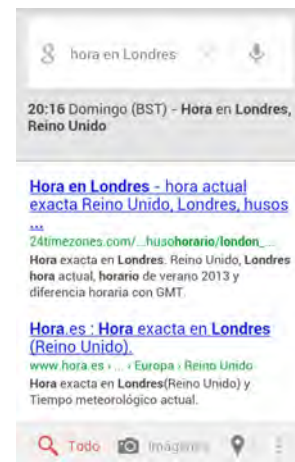 hora en Londres
20:16 Domingo (BST) - Hora en Londres,
Reino Unido
Hora en Londres - hora actual
exacta Reino Unido, Londres, husos
...
24timezones.com/...husohorario/london_...
Hora exacta en Londres. Reino Unido, Londres
hora actual, horario de verano 2013 y
diferencia horaria con GMT.
Hora.es : Hora exacta en Londres
(Reino Unido).
www.hora.es › ... › Europa › Reino Unido
Hora exacta en Londres(Reino Unido) y
Tiempo meteorológico actual.
Todo Imágenes